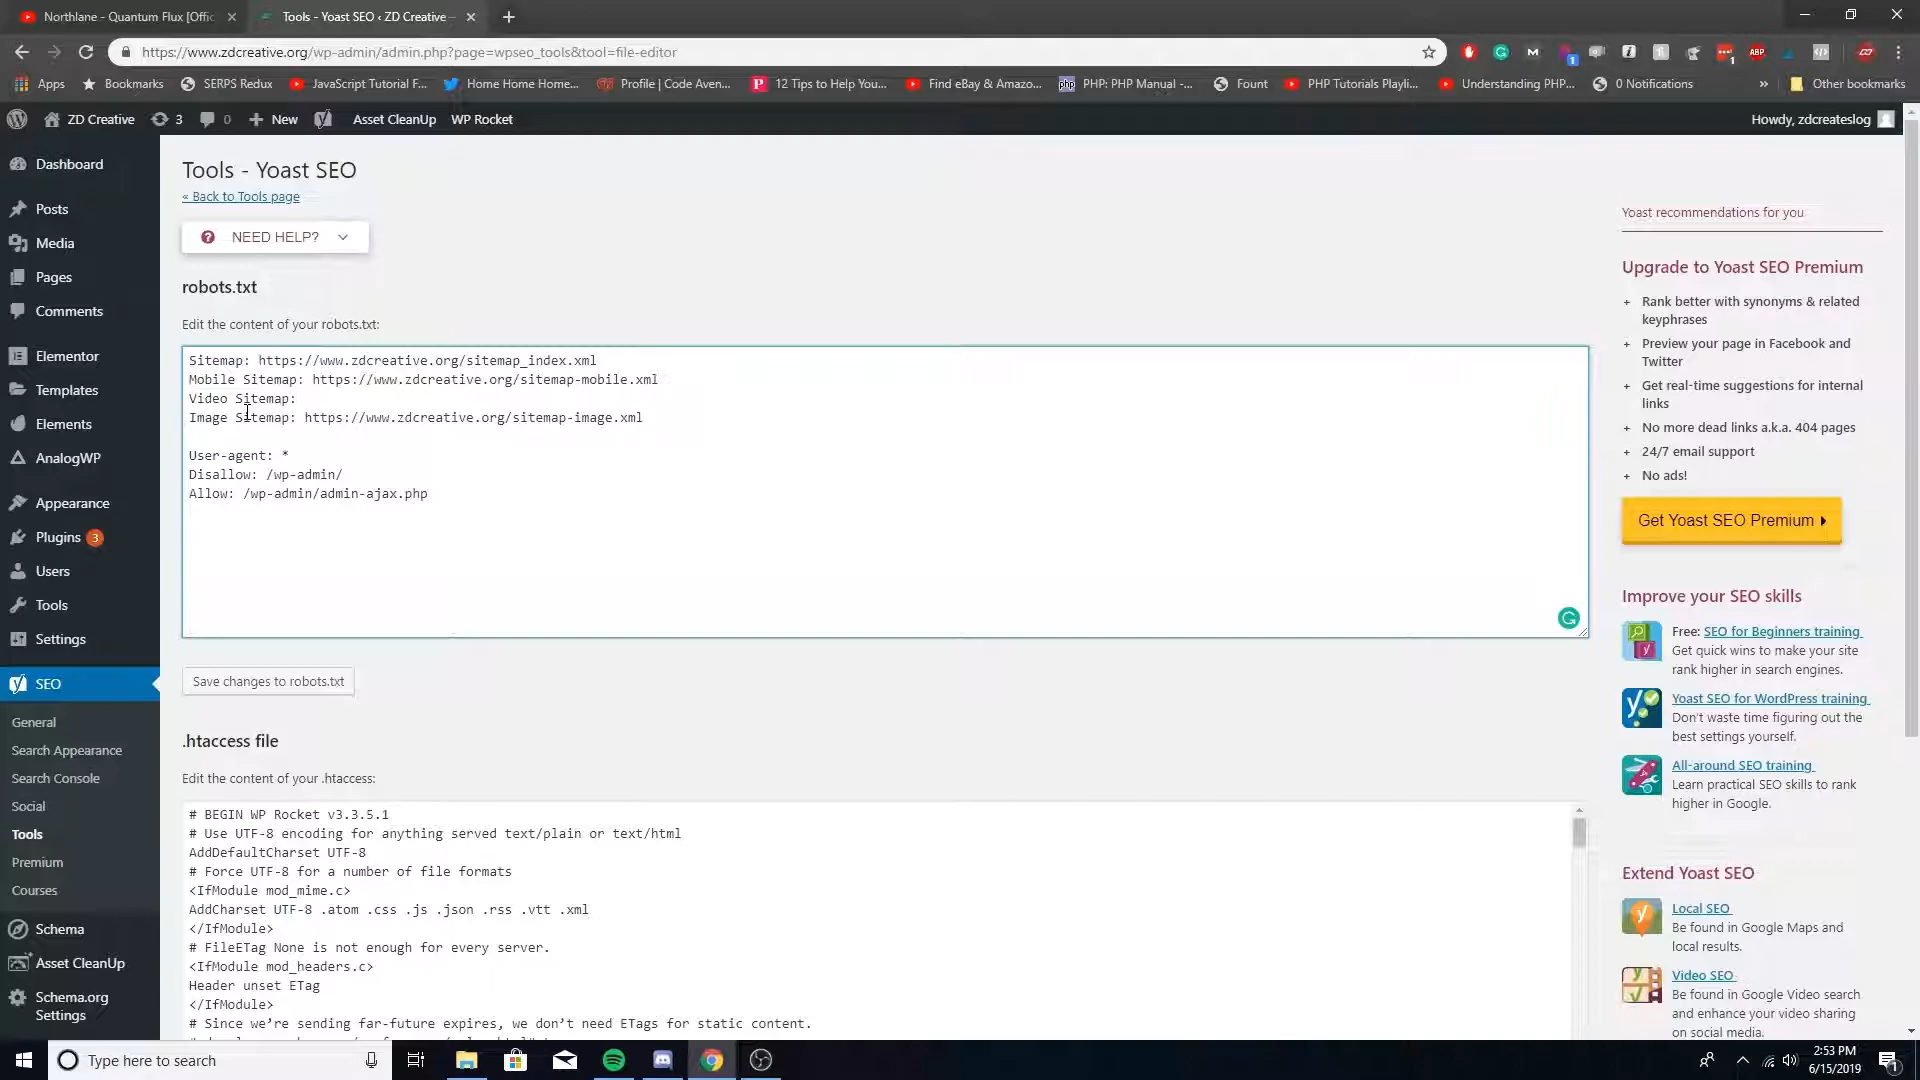 Northlane - Quantum Flux [Offic
Tools - Yoast SEO ‹ ZD Creative —
https://www.zdcreative.org/wp-admin/admin.php?page=wpseo_tools&tool=file-editor
Apps
Bookmarks
SERPS Redux
JavaScript Tutorial F...
Home Home Home...
Profile | Code Aven...
12 Tips to Help You...
Find eBay & Amazo...
PHP: PHP Manual -...
Fount
PHP Tutorials Playli...
Understanding PHP...
0 Notifications
»
Other bookmarks
ZD Creative
3
0
New
Asset CleanUp
WP Rocket
Howdy, zdcreateslog
Dashboard
Posts
Media
Pages
Comments
Elementor
Templates
Elements
AnalogWP
Appearance
Plugins 3
Users
Tools
Settings
SEO
General
Search Appearance
Search Console
Social
Tools
Premium
Courses
Schema
Asset CleanUp
Schema.org
Settings
Tools - Yoast SEO
« Back to Tools page
NEED HELP?
robots.txt
Edit the content of your robots.txt:
Sitemap: https://www.zdcreative.org/sitemap_index.xml
Mobile Sitemap: https://www.zdcreative.org/sitemap-mobile.xml
Video Sitemap:
Image Sitemap: https://www.zdcreative.org/sitemap-image.xml
User-agent: *
Disallow: /wp-admin/
Allow: /wp-admin/admin-ajax.php
Save changes to robots.txt
.htaccess file
Edit the content of your .htaccess:
# BEGIN WP Rocket v3.3.5.1
# Use UTF-8 encoding for anything served text/plain or text/html
AddDefaultCharset UTF-8
# Force UTF-8 for a number of file formats
<IfModule mod_mime.c>
AddCharset UTF-8 .atom .css .js .json .rss .vtt .xml
</IfModule>
# FileETag None is not enough for every server.
<IfModule mod_headers.c>
Header unset ETag
</IfModule>
# Since we’re sending far-future expires, we don’t need ETags for static content.
Yoast recommendations for you
Upgrade to Yoast SEO Premium
+ Rank better with synonyms & related
keyphrases
+ Preview your page in Facebook and
Twitter
+ Get real-time suggestions for internal
links
+ No more dead links a.k.a. 404 pages
+ 24/7 email support
+ No ads!
Get Yoast SEO Premium
Improve your SEO skills
Free: SEO for Beginners training
Get quick wins to make your site
rank higher in search engines.
Yoast SEO for WordPress training
Don’t waste time figuring out the
best settings yourself.
All-around SEO training
Learn practical SEO skills to rank
higher in Google.
Extend Yoast SEO
Local SEO
Be found in Google Maps and
local results.
Video SEO
Be found in Google Video search
and enhance your video sharing
on social media.
Type here to search
2:53 PM
6/15/2019